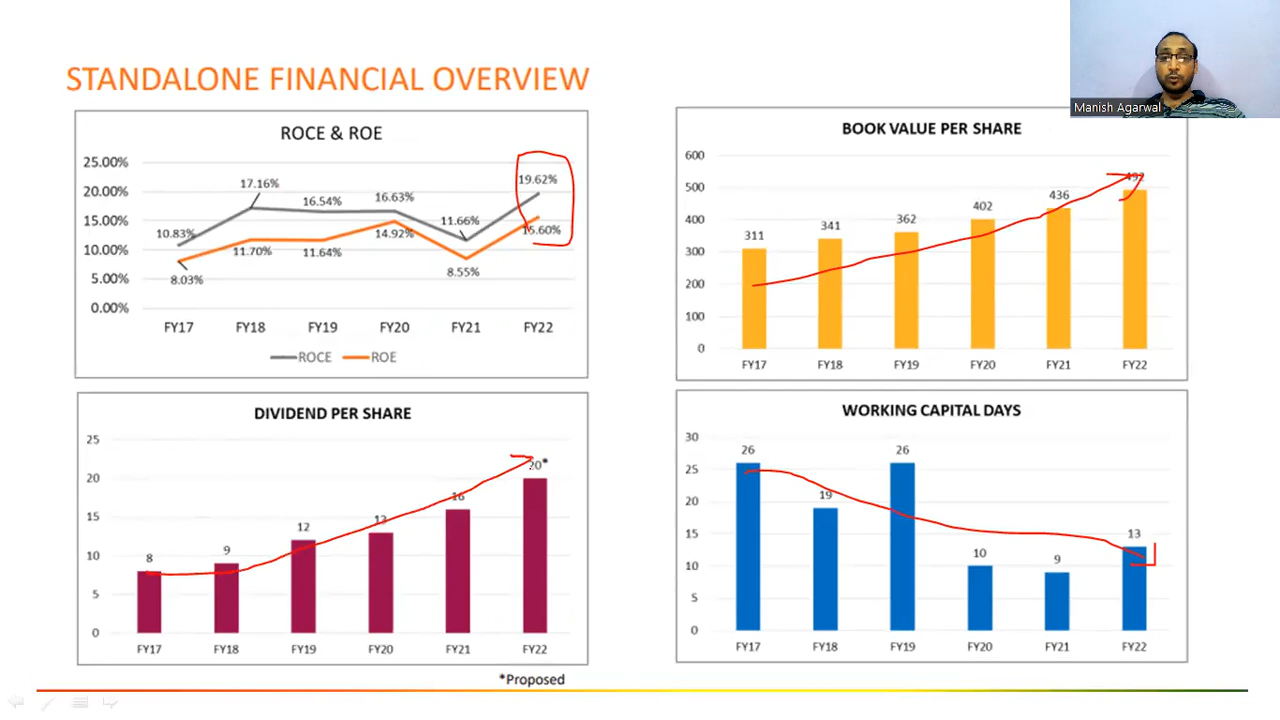 STANDALONE FINANCIAL OVERVIEW
Manish Agarwal
ROCE & ROE
25.00%
20.00%
15.00%
10.00%
5.00%
0.00%
10.83%
17.16%
16.54%
16.63%
11.66%
19.62%
8.03%
11.70%
11.64%
14.92%
8.55%
15.60%
FY17 FY18 FY19 FY20 FY21 FY22
ROCE ROE
BOOK VALUE PER SHARE
600
500
400
300
200
100
0
311 341 362 402 436 492
FY17 FY18 FY19 FY20 FY21 FY22
DIVIDEND PER SHARE
25
20
15
10
5
0
8 9 12 13 16 20*
FY17 FY18 FY19 FY20 FY21 FY22
*Proposed
WORKING CAPITAL DAYS
30
25
20
15
10
5
0
26 19 26 10 9 13
FY17 FY18 FY19 FY20 FY21 FY22